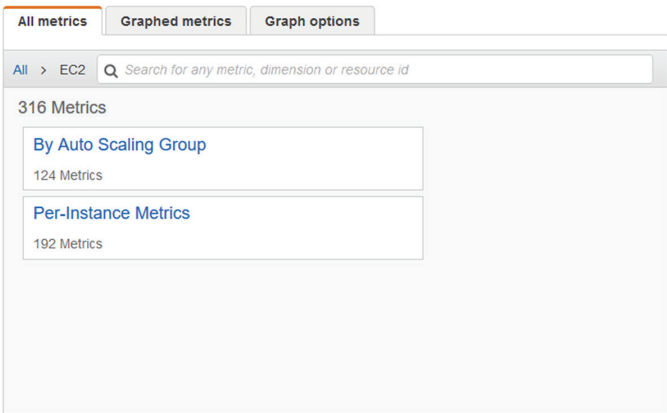 All metrics Graphed metrics Graph options
All > EC2 Search for any metric, dimension or resource id
316 Metrics
By Auto Scaling Group
124 Metrics
Per-Instance Metrics
192 Metrics